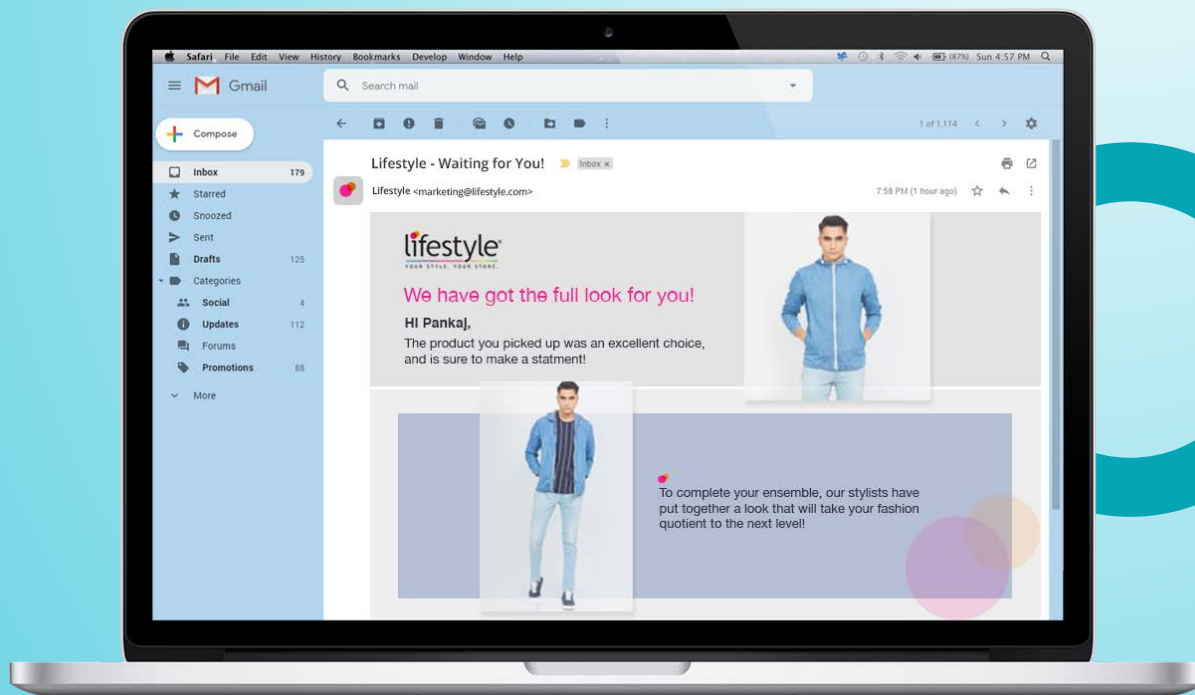 Safari File Edit View History Bookmarks Develop Window Help (87%) Sun 4:57 PM
Gmail
Search mail
Compose
1 of 1,114
Inbox 179
Starred
Snoozed
Sent
Drafts 125
Categories
Social 4
Updates 112
Forums
Promotions 88
More
Lifestyle - Waiting for You! Inbox x
Lifestyle <marketing@lifestyle.com> 7:58 PM (1 hour ago)
lifestyle
YOUR STYLE. YOUR STORE.
We have got the full look for you!
Hi Pankaj,
The product you picked up was an excellent choice,
and is sure to make a statment!
To complete your ensemble, our stylists have
put together a look that will take your fashion
quotient to the next level!